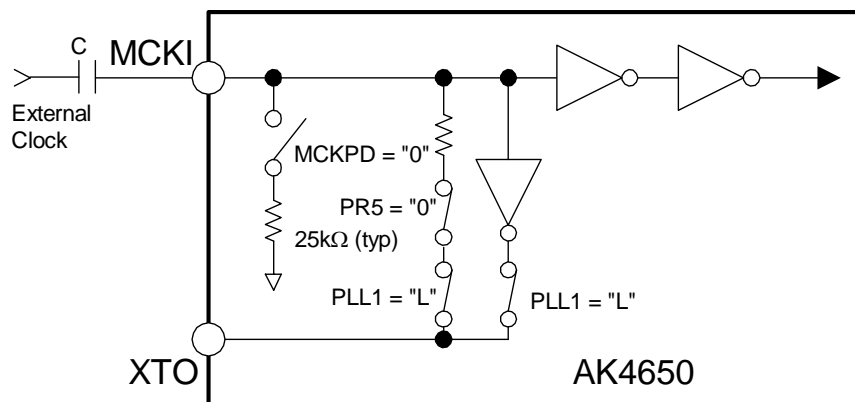 C
MCKI
External
Clock
MCKPD = "0"
PR5 = "0"
25kΩ (typ)
PLL1 = "L"
PLL1 = "L"
XTO
AK4650